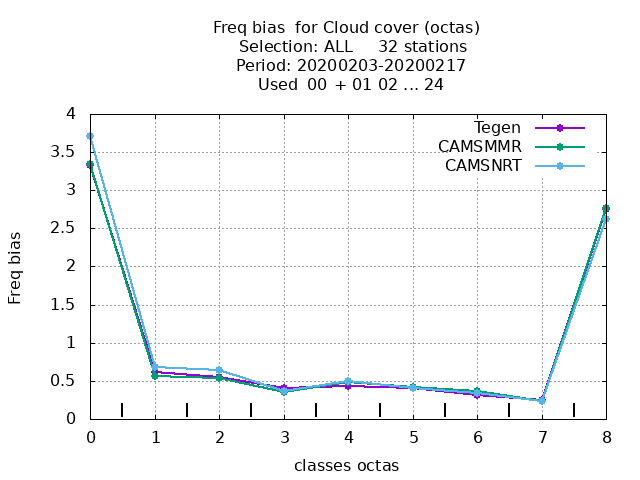 Freq bias  for Cloud cover (octas)
Selection: ALL     32 stations
Period: 20200203-20200217
Used  00  + 01 02 ... 24
Tegen
CAMSMMR
CAMSNRT
4
3.5
3
2.5
2
1.5
1
0.5
0
Freq bias
0 1 2 3 4 5 6 7 8
classes octas